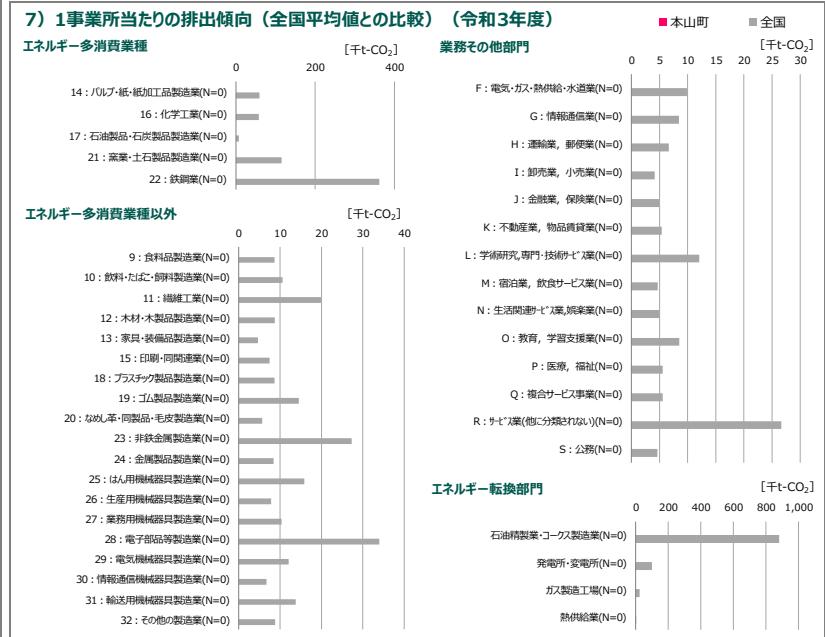 7）1事業所当たりの排出傾向（全国平均値との比較）（令和3年度）
■本山町 ■全国
エネルギー多消費業種
[千t-CO₂]
0 200 400
14：パルプ･紙･紙加工品製造業(N=0)
16：化学工業(N=0)
17：石油製品･石炭製品製造業(N=0)
21：窯業･土石製品製造業(N=0)
22：鉄鋼業(N=0)
エネルギー多消費業種以外
[千t-CO₂]
0 10 20 30 40
9：食料品製造業(N=0)
10：飲料･たばこ･飼料製造業(N=0)
11：繊維工業(N=0)
12：木材･木製品製造業(N=0)
13：家具･装備品製造業(N=0)
15：印刷･同関連業(N=0)
18：プラスチック製品製造業(N=0)
19：ゴム製品製造業(N=0)
20：なめし革･同製品･毛皮製造業(N=0)
23：非鉄金属製造業(N=0)
24：金属製品製造業(N=0)
25：はん用機械器具製造業(N=0)
26：生産用機械器具製造業(N=0)
27：業務用機械器具製造業(N=0)
28：電子部品等製造業(N=0)
29：電気機械器具製造業(N=0)
30：情報通信機械器具製造業(N=0)
31：輸送用機械器具製造業(N=0)
32：その他の製造業(N=0)
業務その他部門
[千t-CO₂]
0 5 10 15 20 25 30
F：電気･ガス･熱供給･水道業(N=0)
G：情報通信業(N=0)
H：運輸業，郵便業(N=0)
I：卸売業，小売業(N=0)
J：金融業，保険業(N=0)
K：不動産業，物品賃貸業(N=0)
L：学術研究,専門･技術ｻｰﾋﾞｽ業(N=0)
M：宿泊業，飲食サービス業(N=0)
N：生活関連ｻｰﾋﾞｽ業,娯楽業(N=0)
O：教育，学習支援業(N=0)
P：医療，福祉(N=0)
Q：複合サービス事業(N=0)
R：ｻｰﾋﾞｽ業(他に分類されない)(N=0)
S：公務(N=0)
エネルギー転換部門
[千t-CO₂]
0 200 400 600 800 1,000
石油精製業･コークス製造業(N=0)
発電所･変電所(N=0)
ガス製造工場(N=0)
熱供給業(N=0)